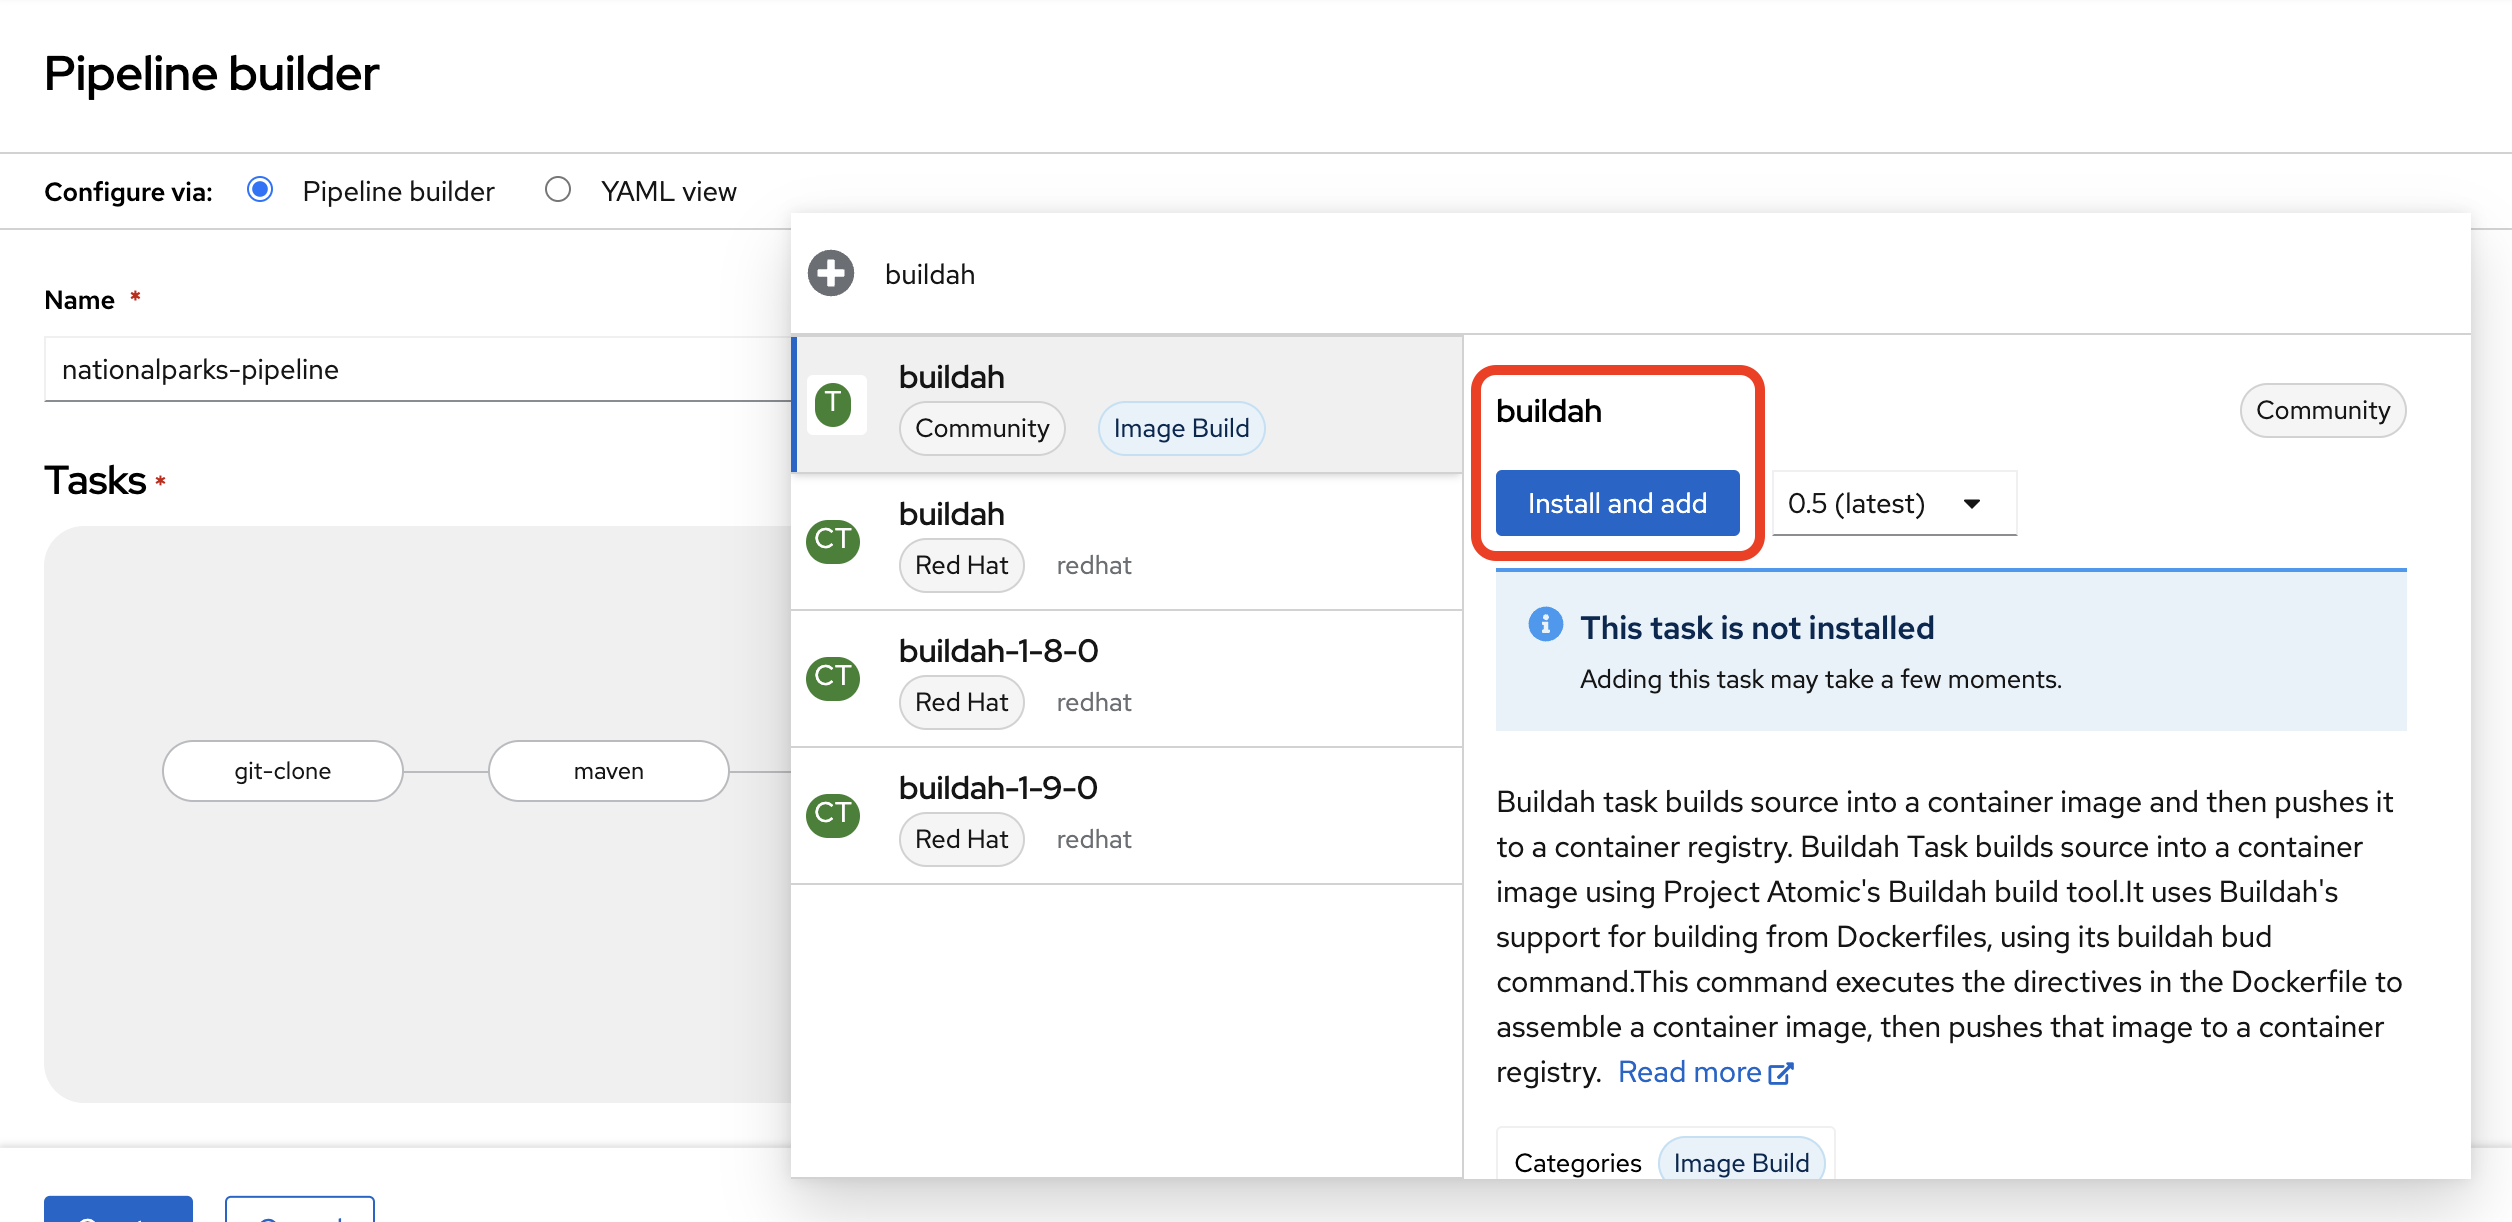 Pipeline builder
Configure via: Pipeline builder YAML view
Name *
nationalparks-pipeline
Tasks *
git-clone
maven
buildah
T
buildah
Community Image Build
CT
buildah
Red Hat redhat
CT
buildah-1-8-0
Red Hat redhat
CT
buildah-1-9-0
Red Hat redhat
buildah
Community
Install and add
0.5 (latest)
This task is not installed
Adding this task may take a few moments.
Buildah task builds source into a container image and then pushes it
to a container registry. Buildah Task builds source into a container
image using Project Atomic's Buildah build tool.It uses Buildah's
support for building from Dockerfiles, using its buildah bud
command.This command executes the directives in the Dockerfile to
assemble a container image, then pushes that image to a container
registry. Read more
Categories Image Build